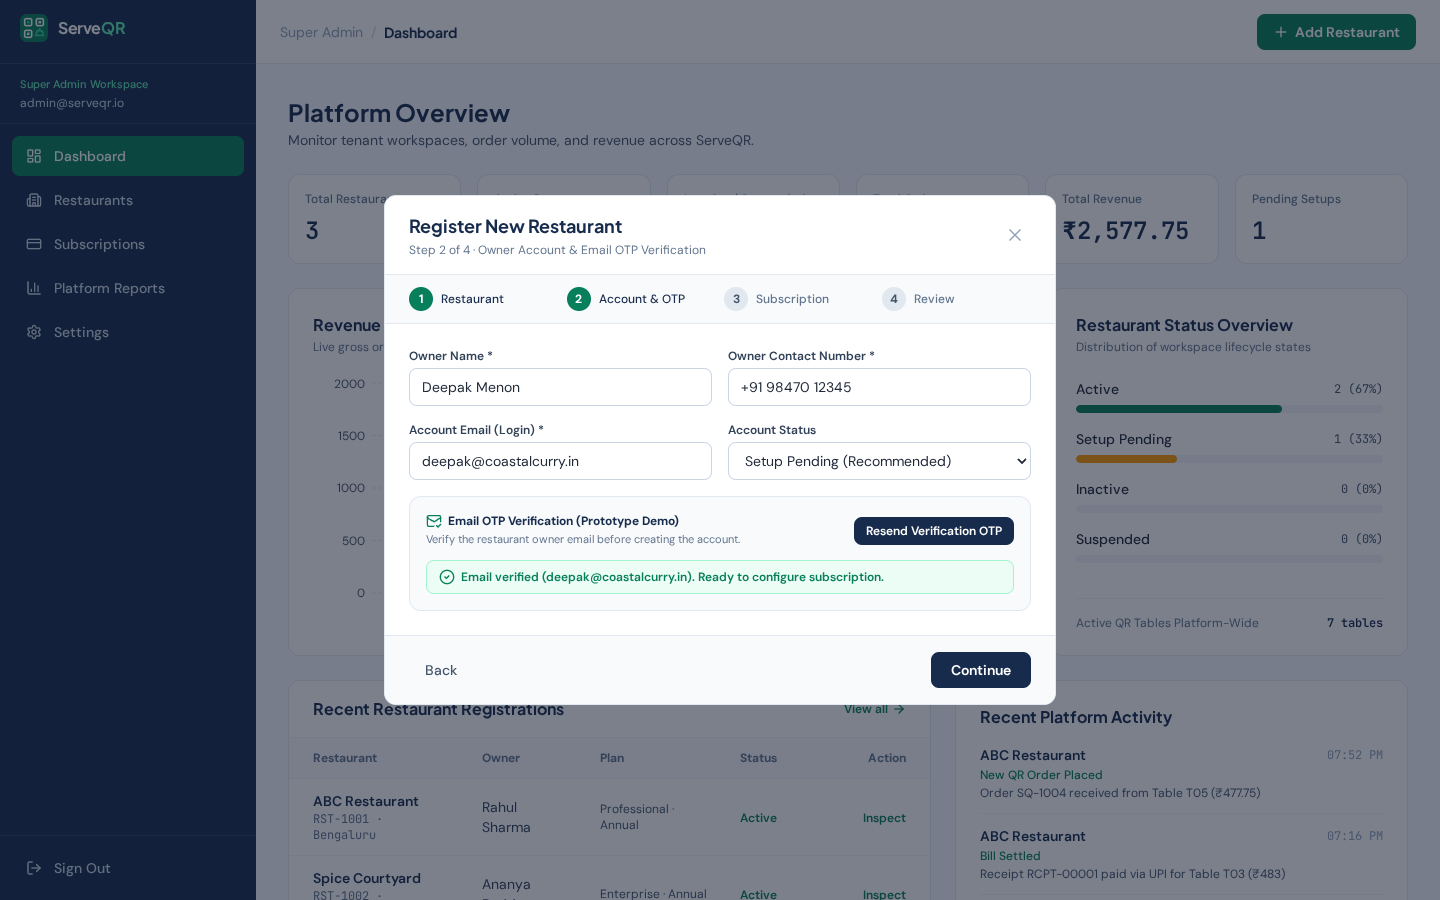 ServeQR
Super Admin / Dashboard
Add Restaurant
Super Admin Workspace
admin@serveqr.io
Dashboard
Restaurants
Subscriptions
Platform Reports
Settings
Sign Out
Platform Overview
Monitor tenant workspaces, order volume, and revenue across ServeQR.
Total Restaura
3
Total Revenue
₹2,577.75
Pending Setups
1
Register New Restaurant
Step 2 of 4 · Owner Account & Email OTP Verification
1 Restaurant
2 Account & OTP
3 Subscription
4 Review
Owner Name *
Deepak Menon
Owner Contact Number *
+91 98470 12345
Account Email (Login) *
deepak@coastalcurry.in
Account Status
Setup Pending (Recommended)
Email OTP Verification (Prototype Demo)
Verify the restaurant owner email before creating the account.
Resend Verification OTP
Email verified (deepak@coastalcurry.in). Ready to configure subscription.
Back
Continue
Revenue
Live gross or
2000
1500
1000
500
0
Restaurant Status Overview
Distribution of workspace lifecycle states
Active 2 (67%)
Setup Pending 1 (33%)
Inactive 0 (0%)
Suspended 0 (0%)
Active QR Tables Platform-Wide 7 tables
Recent Restaurant Registrations
View all
Restaurant Owner Plan Status Action
ABC Restaurant
RST-1001 ·
Bengaluru
Rahul
Sharma
Professional ·
Annual
Active
Inspect
Spice Courtyard
RST-1002 ·
Ananya
Enterprise · Annual
Active
Inspect
Recent Platform Activity
ABC Restaurant 07:52 PM
New QR Order Placed
Order SQ-1004 received from Table T05 (₹477.75)
ABC Restaurant 07:16 PM
Bill Settled
Receipt RCPT-00001 paid via UPI for Table T03 (₹483)